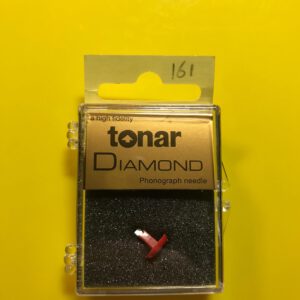 161
a high fidelity
tonar
DIAMOND
Phonograph needle